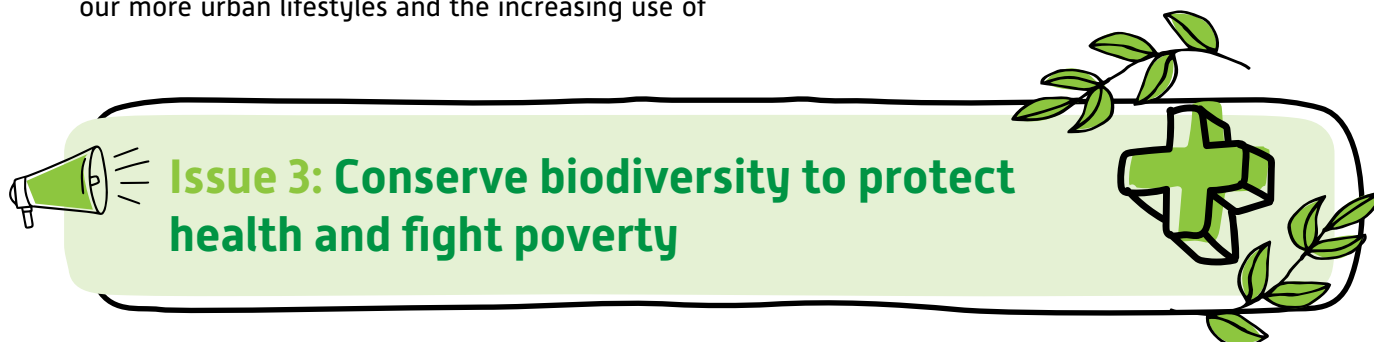 our more urban lifestyles and the increasing use of
Issue 3: Conserve biodiversity to protect
health and fight poverty